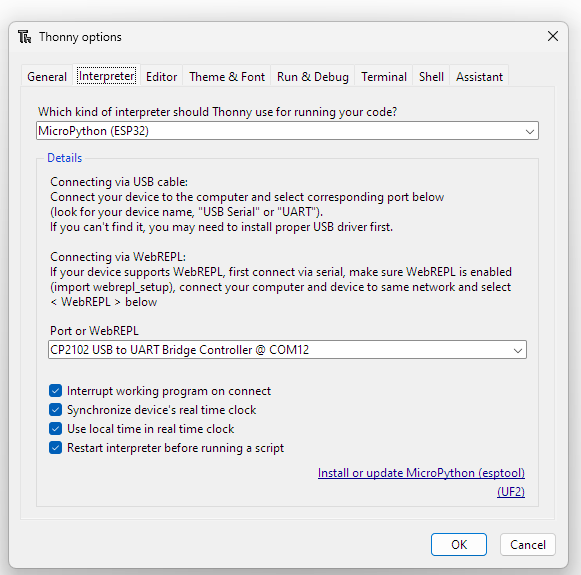 Thonny options
General Interpreter Editor Theme & Font Run & Debug Terminal Shell Assistant
Which kind of interpreter should Thonny use for running your code?
MicroPython (ESP32)
Details
Connecting via USB cable:
Connect your device to the computer and select corresponding port below
(look for your device name, "USB Serial" or "UART").
If you can't find it, you may need to install proper USB driver first.
Connecting via WebREPL:
If your device supports WebREPL, first connect via serial, make sure WebREPL is enabled
(import webrepl_setup), connect your computer and device to same network and select
< WebREPL > below
Port or WebREPL
CP2102 USB to UART Bridge Controller @ COM12
Interrupt working program on connect
Synchronize device's real time clock
Use local time in real time clock
Restart interpreter before running a script
Install or update MicroPython (esptool)
(UF2)
OK Cancel